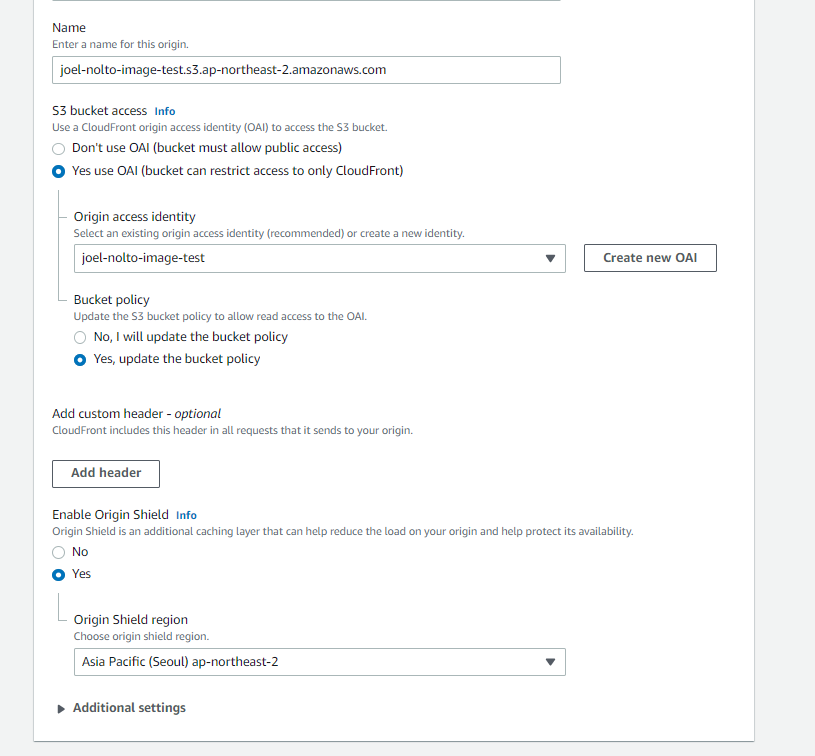 Name
Enter a name for this origin.
joel-nolto-image-test.s3.ap-northeast-2.amazonaws.com
S3 bucket access Info
Use a CloudFront origin access identity (OAI) to access the S3 bucket.
Don't use OAI (bucket must allow public access)
Yes use OAI (bucket can restrict access to only CloudFront)
Origin access identity
Select an existing origin access identity (recommended) or create a new identity.
joel-nolto-image-test Create new OAI
Bucket policy
Update the S3 bucket policy to allow read access to the OAI.
No, I will update the bucket policy
Yes, update the bucket policy
Add custom header - optional
CloudFront includes this header in all requests that it sends to your origin.
Add header
Enable Origin Shield Info
Origin Shield is an additional caching layer that can help reduce the load on your origin and help protect its availability.
No
Yes
Origin Shield region
Choose origin shield region.
Asia Pacific (Seoul) ap-northeast-2
Additional settings